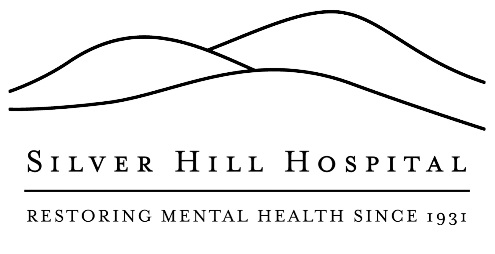 SILVER HILL HOSPITAL
RESTORING MENTAL HEALTH SINCE 1931